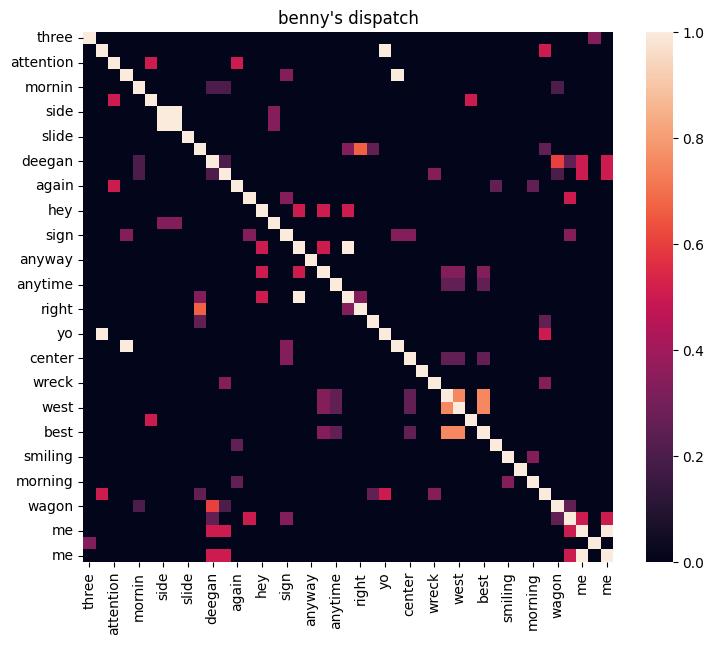 benny's dispatch
three
attention
mornin
side
slide
deegan
again
hey
sign
anyway
anytime
right
yo
center
wreck
west
best
smiling
morning
wagon
me
me
1.0
0.8
0.6
0.4
0.2
0.0
three
attention
mornin
side
slide
deegan
again
hey
sign
anyway
anytime
right
yo
center
wreck
west
best
smiling
morning
wagon
me
me